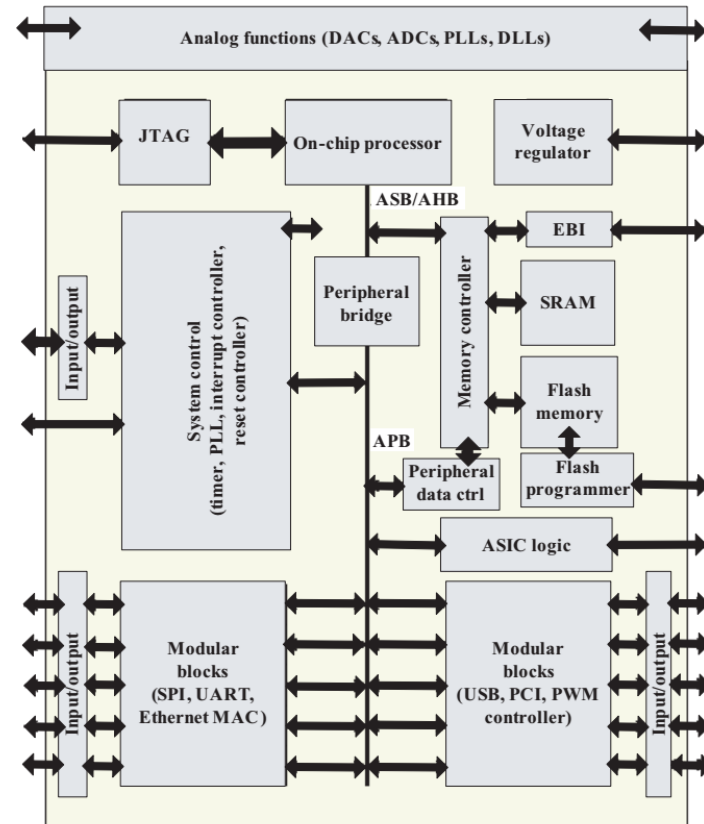 Analog functions (DACs, ADCs, PLLs, DLLs)
JTAG
On-chip processor
Voltage
regulator
ASB/AHB
EBI
Peripheral
bridge
Memory controller
SRAM
Input/output
System control
(timer, PLL, interrupt controller,
reset controller)
Flash
memory
APB
Peripheral
data ctrl
Flash
programmer
ASIC logic
Input/output
Modular
blocks
(SPI, UART,
Ethernet MAC)
Modular
blocks
(USB, PCI, PWM
controller)
Input/output